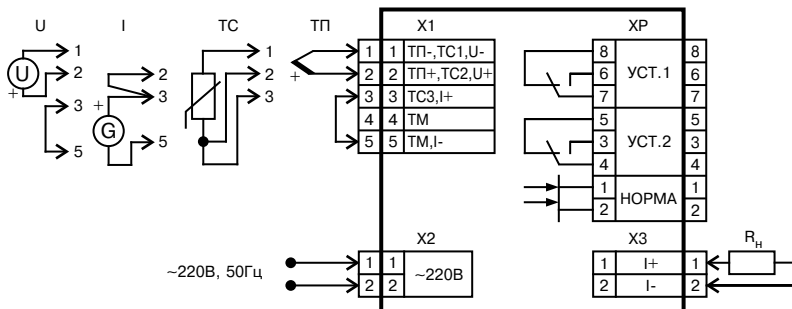 U I ТС ТП X1 XP
1 1 1 1 ТП-,ТС1,U- 8 8
U 2 2 2 + 2 2 ТП+,ТС2,U+ 6 УСТ.1 6
+ 3 + 3 3 3 3 ТС3,I+ 7 7
G 4 4 ТМ 5 5
5 5 5 5 ТМ,I- 3 УСТ.2 3
4 4
1 НОРМА 1
2 2
X2 X3 Rн
~220В, 50Гц 1 1 ~220В 1 I+ 1
2 2 2 I- 2